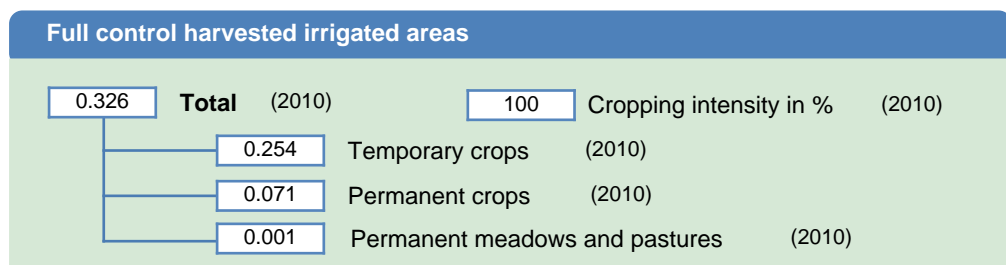 Full control harvested irrigated areas
0.326 Total (2010) 100 Cropping intensity in % (2010)
0.254 Temporary crops (2010)
0.071 Permanent crops (2010)
0.001 Permanent meadows and pastures (2010)